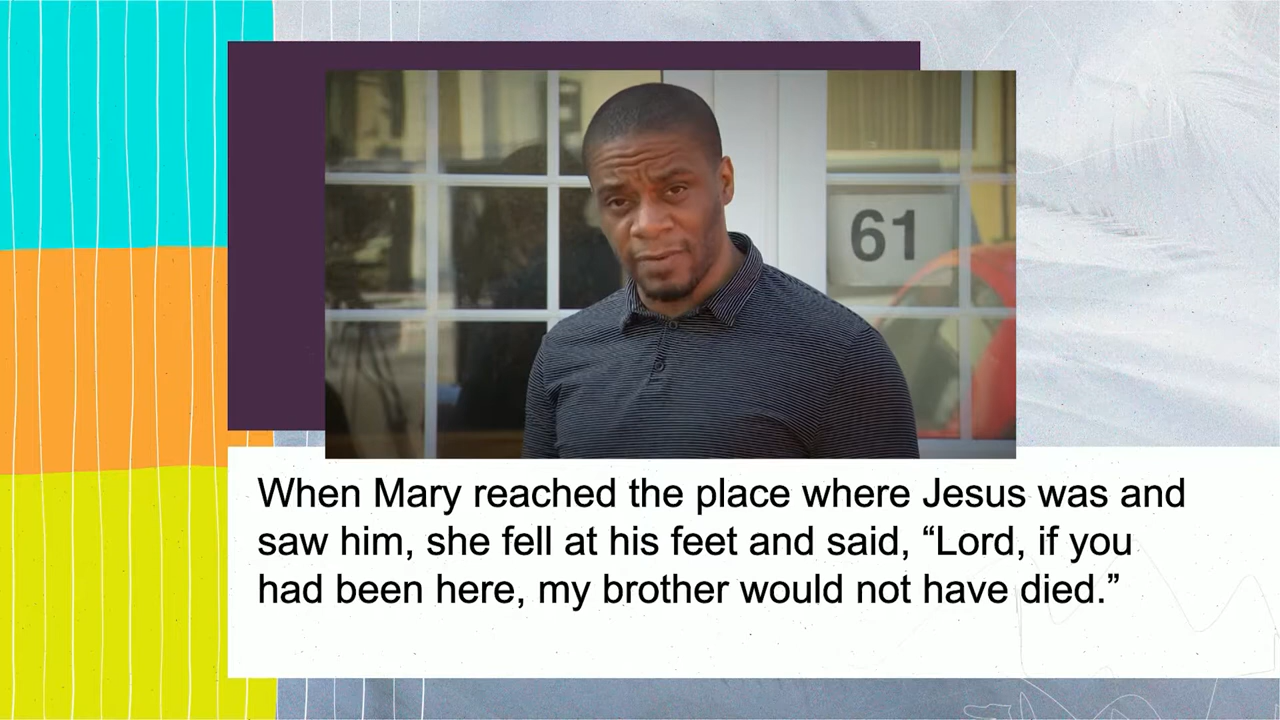 61
When Mary reached the place where Jesus was and
saw him, she fell at his feet and said, “Lord, if you
had been here, my brother would not have died.”